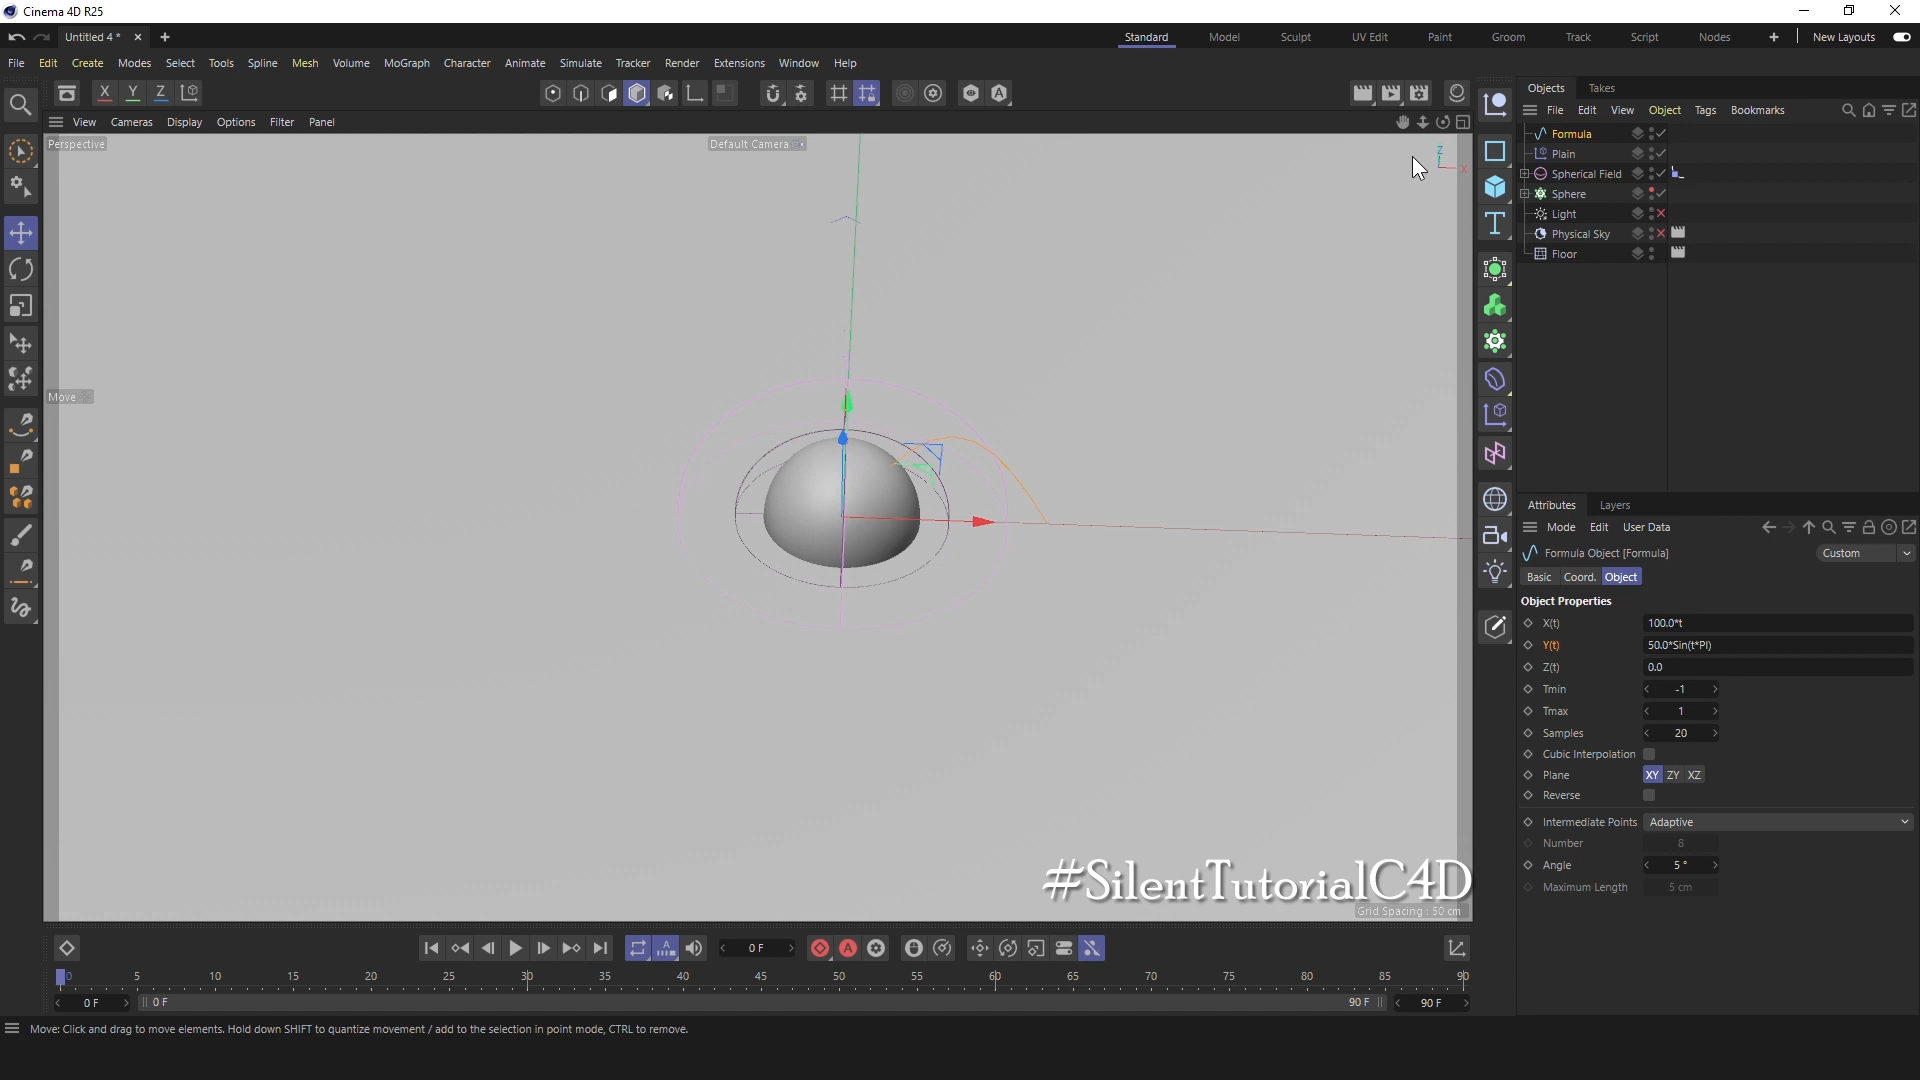 Cinema 4D R25
Untitled 4 *
Standard Model Sculpt UV Edit Paint Groom Track Script Nodes New Layouts
File Edit Create Modes Select Tools Spline Mesh Volume MoGraph Character Animate Simulate Tracker Render Extensions Window Help
X Y Z
View Cameras Display Options Filter Panel
Perspective
Default Camera
Z
X
Move
#SilentTutorialC4D
Grid Spacing : 50 cm
Objects Takes
File Edit View Object Tags Bookmarks
Formula
Plain
Spherical Field
Sphere
Light
Physical Sky
Floor
Attributes Layers
Mode Edit User Data
Formula Object [Formula]
Custom
Basic Coord. Object
Object Properties
X(t) 100.0*t
Y(t) 50.0*Sin(t*PI)
Z(t) 0.0
Tmin -1
Tmax 1
Samples 20
Cubic Interpolation
Plane XY ZY XZ
Reverse
Intermediate Points Adaptive
Number 8
Angle 5 °
Maximum Length 5 cm
0 F
0 5 10 15 20 25 30 35 40 45 50 55 60 65 70 75 80 85 90
0 F 0 F 90 F 90 F
Move: Click and drag to move elements. Hold down SHIFT to quantize movement / add to the selection in point mode, CTRL to remove.